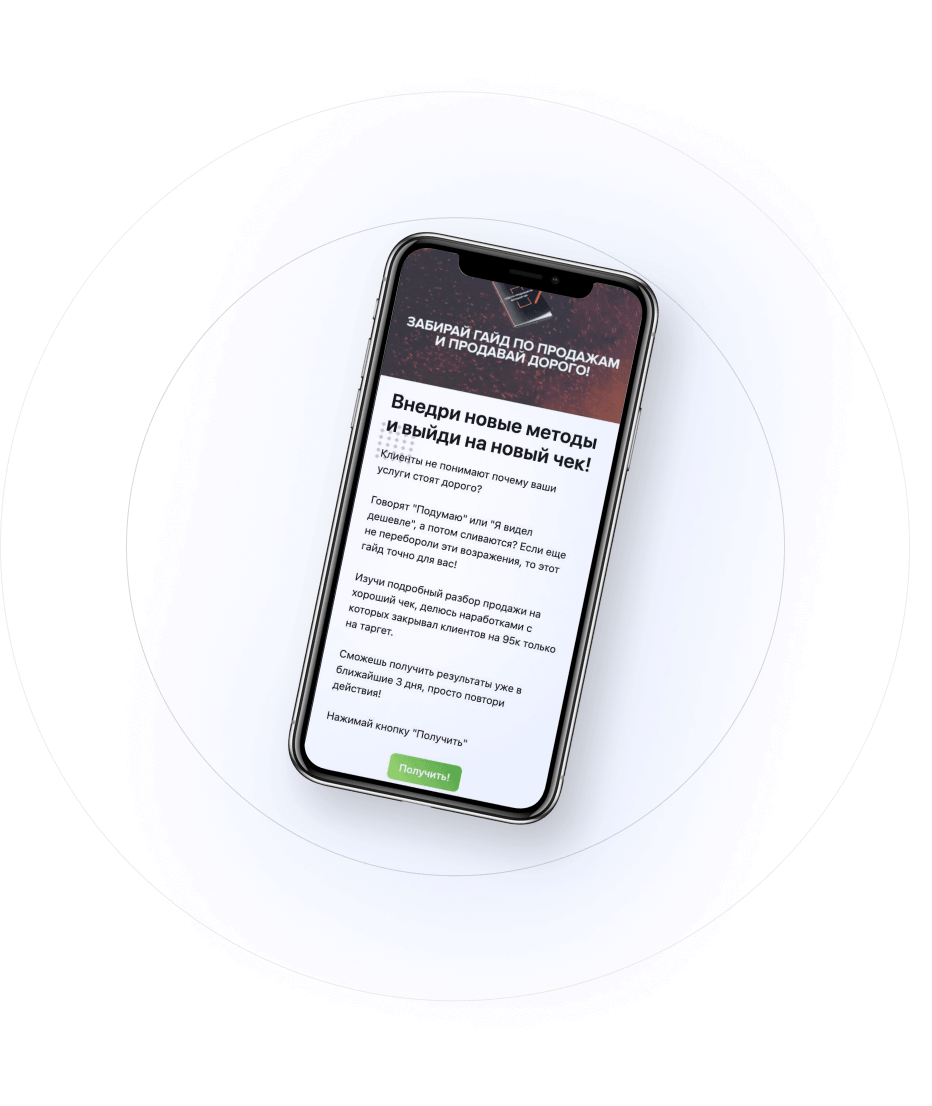 ЗАБИРАЙ ГАЙД ПО ПРОДАЖАМ
И ПРОДАВАЙ ДОРОГО!
Внедри новые методы
и выйди на новый чек!
Клиенты не понимают почему ваши
услуги стоят дорого?
Говорят "Подумаю" или "Я видел
дешевле", а потом сливаются? Если еще
не перебороли эти возражения, то этот
гайд точно для вас!
Изучи подробный разбор продажи на
хороший чек, делюсь наработками с
которых закрывал клиентов на 95к только
на таргет.
Сможешь получить результаты уже в
ближайшие 3 дня, просто повтори
действия!
Нажимай кнопку "Получить"
Получить!